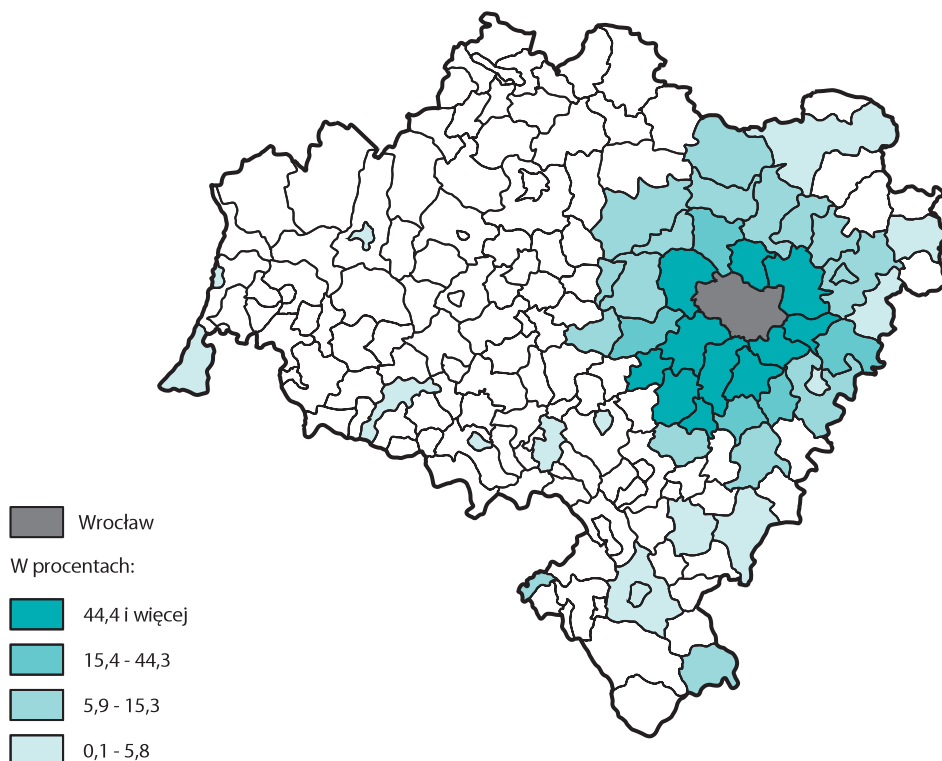 Wrocław
W procentach:
44,4 i więcej
15,4 - 44,3
5,9 - 15,3
0,1 - 5,8